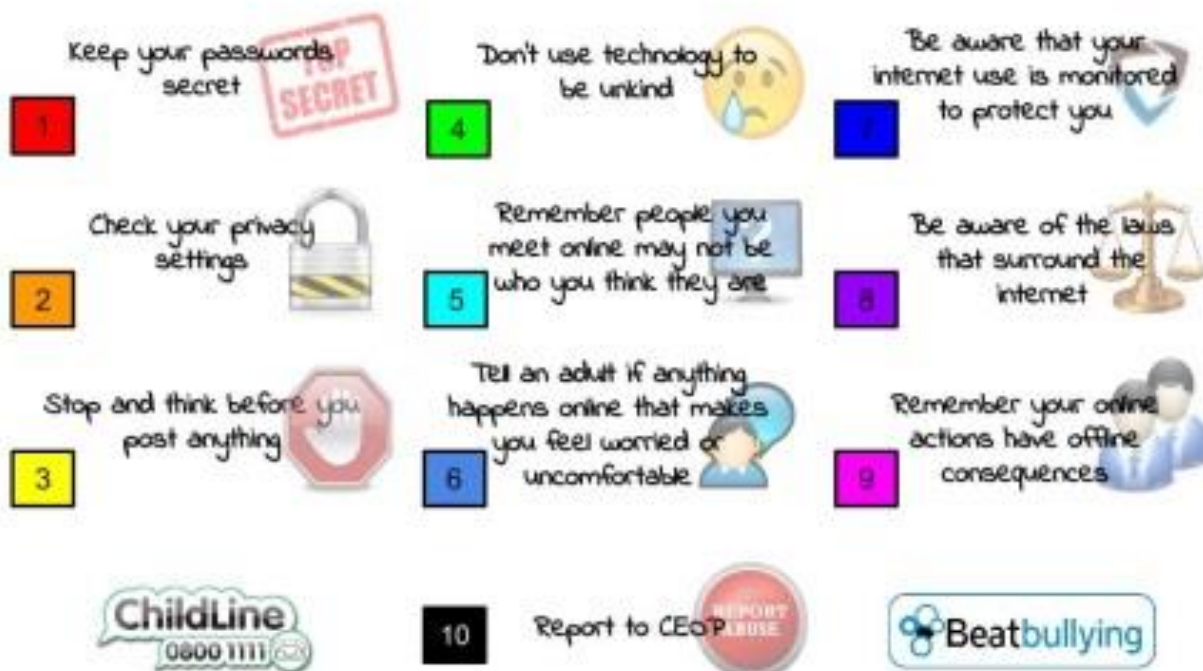 Keep your passwords
secret
TOP
SECRET
1
Check your privacy
settings
2
Stop and think before you
post anything
3
Don't use technology to
be unkind
4
Remember people you
meet online may not be
who you think they are
5
Tell an adult if anything
happens online that makes
you feel worried or
uncomfortable
6
Be aware that your
internet use is monitored
to protect you
7
Be aware of the laws
that surround the
internet
8
Remember your online
actions have offline
consequences
9
ChildLine
0800 1111
10
Report to CEOP
REPORT
ABUSE
Beatbullying